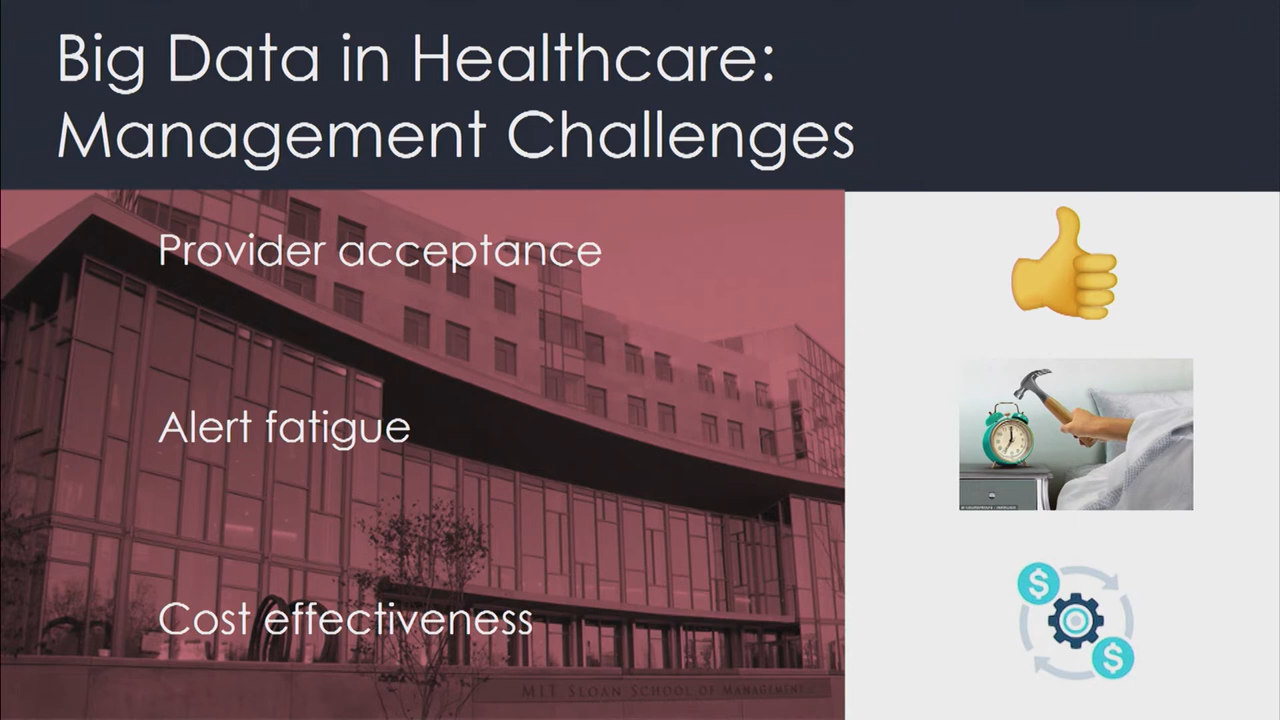 Big Data in Healthcare:
Management Challenges
Provider acceptance
Alert fatigue
Cost effectiveness
$
$
MIT SLOAN SCHOOL OF MANAGEMENT